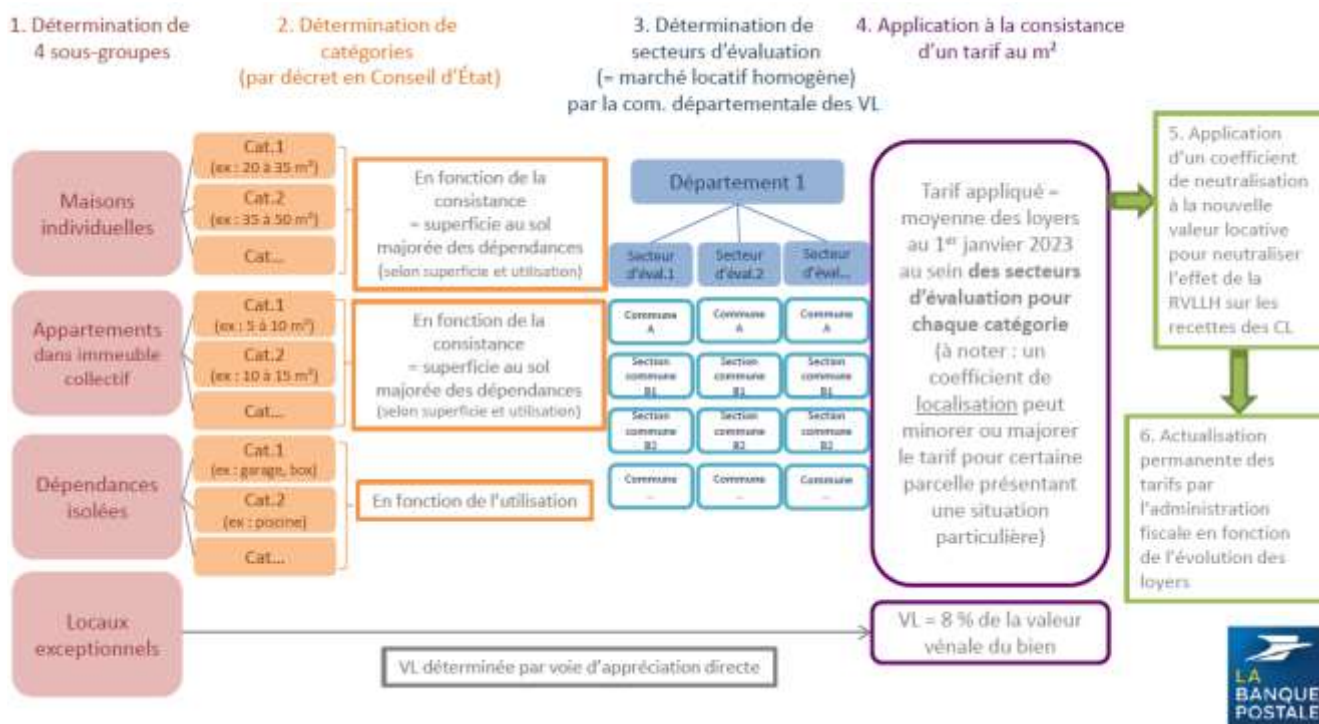 1. Détermination de
4 sous-groupes
2. Détermination de
catégories
(par décret en Conseil d'État)
3. Détermination de
secteurs d'évaluation
(= marché locatif homogène)
par la com. départementale des VL
4. Application à la consistance
d'un tarif au m²
Maisons
individuelles
Cat.1
(ex : 20 à 35 m²)
Cat.2
(ex : 35 à 50 m²)
Cat...
En fonction de la
consistance
= superficie au sol
majorée des dépendances
(selon superficie et utilisation)
Appartements
dans immeuble
collectif
Cat.1
(ex : 5 à 10 m²)
Cat.2
(ex : 10 à 15 m²)
Cat...
En fonction de la
consistance
= superficie au sol
majorée des dépendances
(selon superficie et utilisation)
Dépendances
isolées
Cat.1
(ex : garage, box)
Cat.2
(ex : piscine)
Cat...
En fonction de l'utilisation
Locaux
exceptionnels
VL déterminée par voie d'appréciation directe
Département 1
Secteur
d'éval.1
Secteur
d'éval.2
Secteur
d'éval...
Commune
A
Commune
A
Commune
A
Section
commune
B1
Section
commune
B1
Section
commune
B1
Section
commune
B2
Section
commune
B2
Section
commune
B2
Commune
...
Commune
...
Commune
...
Tarif appliqué =
moyenne des loyers
au 1er janvier 2023
au sein des secteurs
d'évaluation pour
chaque catégorie
(à noter : un
coefficient de
localisation peut
minorer ou majorer
le tarif pour certaine
parcelle présentant
une situation
particulière)
VL = 8 % de la valeur
vénale du bien
5. Application
d'un coefficient
de neutralisation
à la nouvelle
valeur locative
pour neutraliser
l'effet de la
RVLLH sur les
recettes des CL
6. Actualisation
permanente des
tarifs par
l'administration
fiscale en fonction
de l'évolution des
loyers
LA
BANQUE
POSTALE